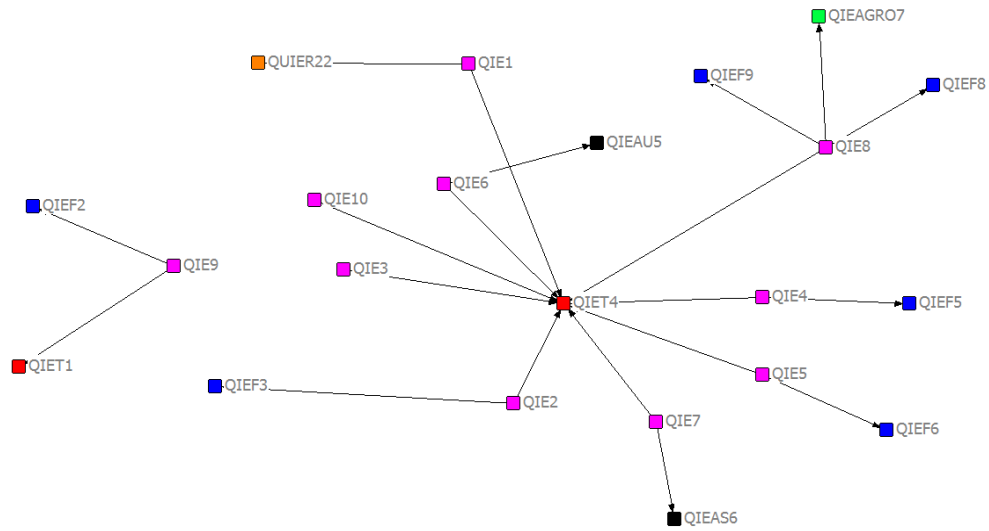 QIEAGRO7
QUIER22
QIE1
QIEF9
QIEF8
QIEAU5
QIE8
QIE6
QIE10
QIEF2
QIE9
QIE3
QIET4
QIE4
QIEF5
QIET1
QIEF3
QIE5
QIE2
QIE7
QIEF6
QIEAS6